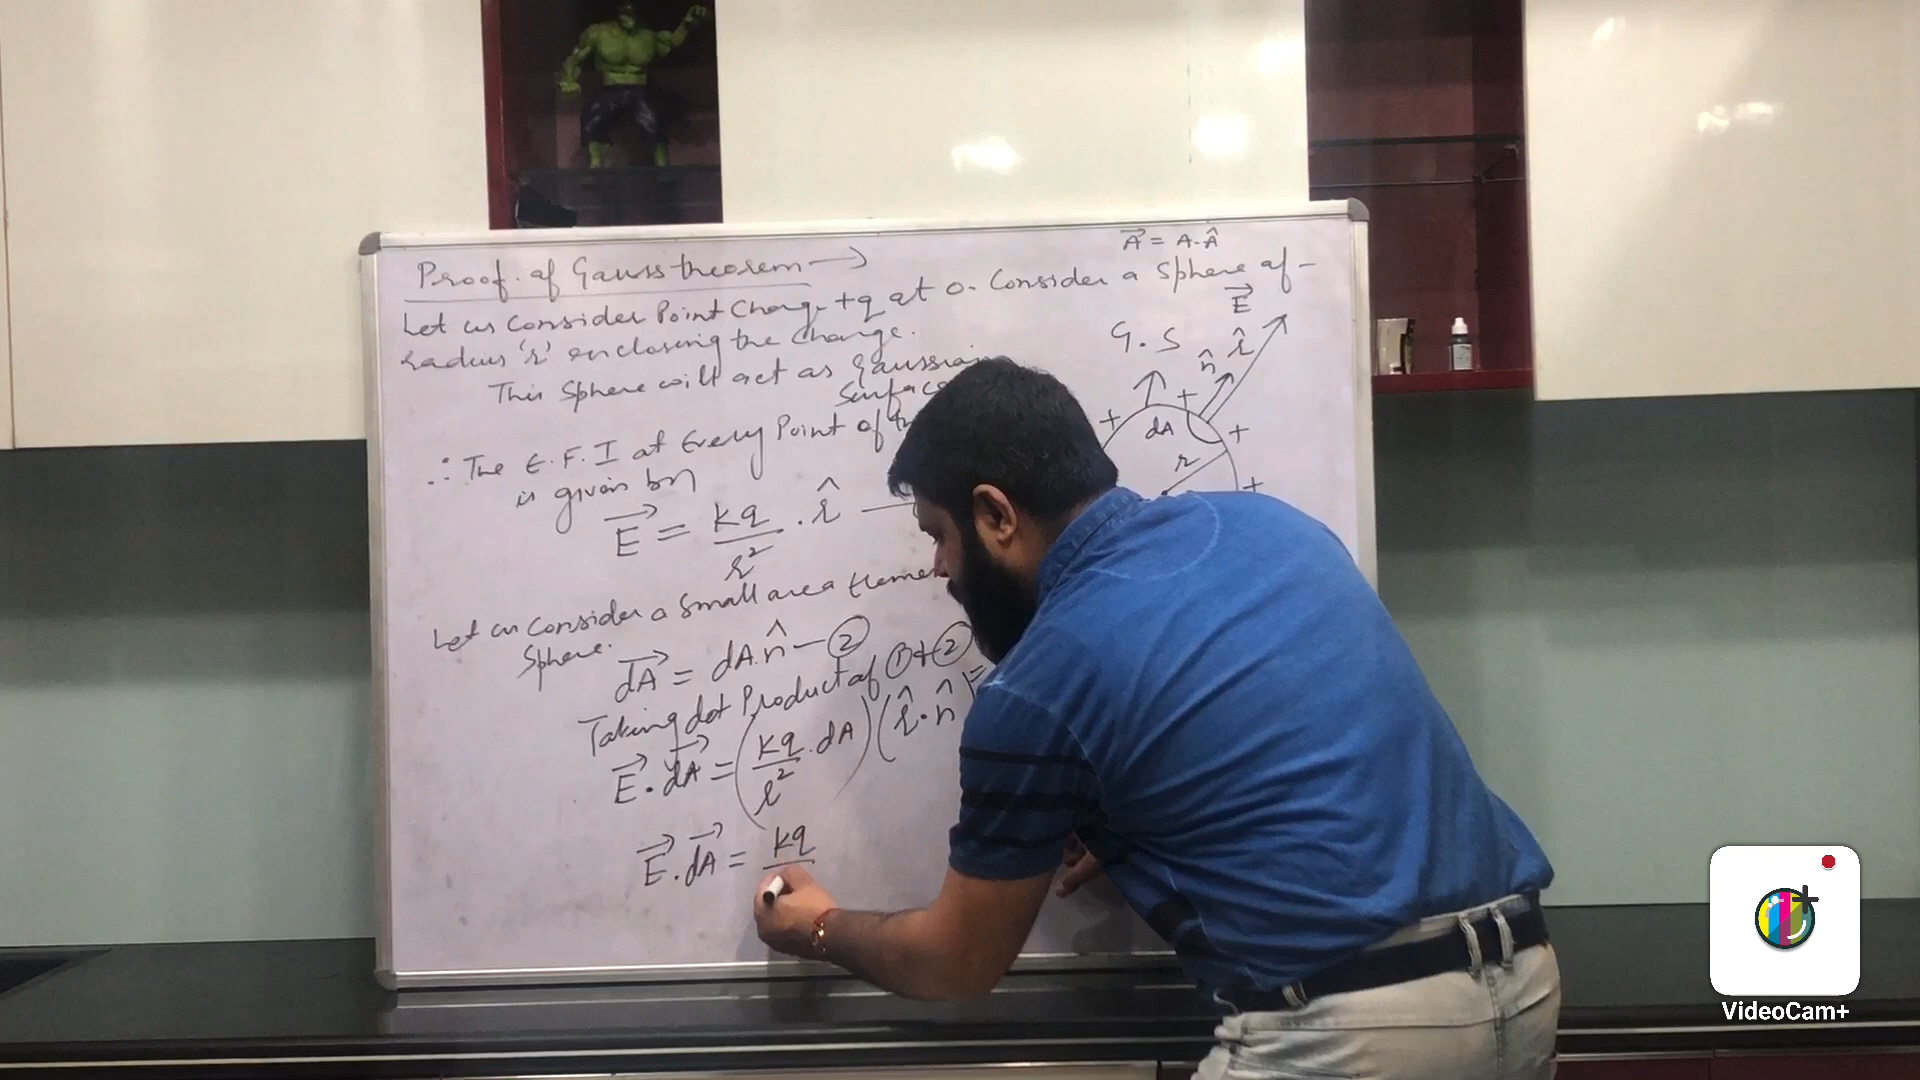 Proof of Gauss theorem →
A⃗ = A.Â
Let us Consider Point Charge +q at O. Consider a Sphere of
radius 'r' enclosing the charge.
This Sphere will act as Gaussian
Surface
∴ The E.F.I at Every Point of
is given by
E⃗ = kq/r² . r̂
Let us Consider a Small area
Sphere.
dA⃗ = dA.n̂ — ②
Taking dot Product of ① + ②
E⃗ . dA⃗ = (kq/r² . dA) (r̂ . n̂) =
E⃗ . dA⃗ = kq
G.S
E⃗
r̂
n̂
+
+
dA
+
r
+
VideoCam+